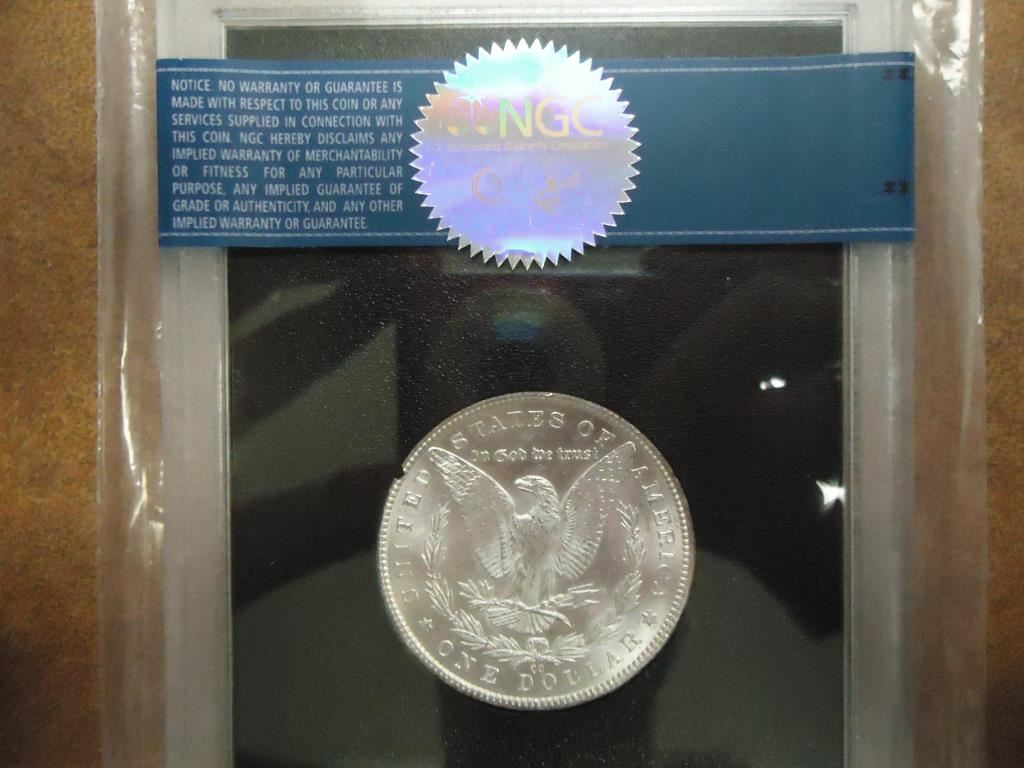 NOTICE: NO WARRANTY OR GUARANTEE IS
MADE WITH RESPECT TO THIS COIN OR ANY
SERVICES SUPPLIED IN CONNECTION WITH
THIS COIN. NGC HEREBY DISCLAIMS ANY
IMPLIED WARRANTY OF MERCHANTABILITY
OR FITNESS FOR ANY PARTICULAR
PURPOSE, ANY IMPLIED GUARANTEE OF
GRADE OR AUTHENTICITY, AND ANY OTHER
IMPLIED WARRANTY OR GUARANTEE.
NGC
Numismatic Guaranty Corporation
UNITED STATES OF AMERICA
In God we trust
CC
ONE DOLLAR